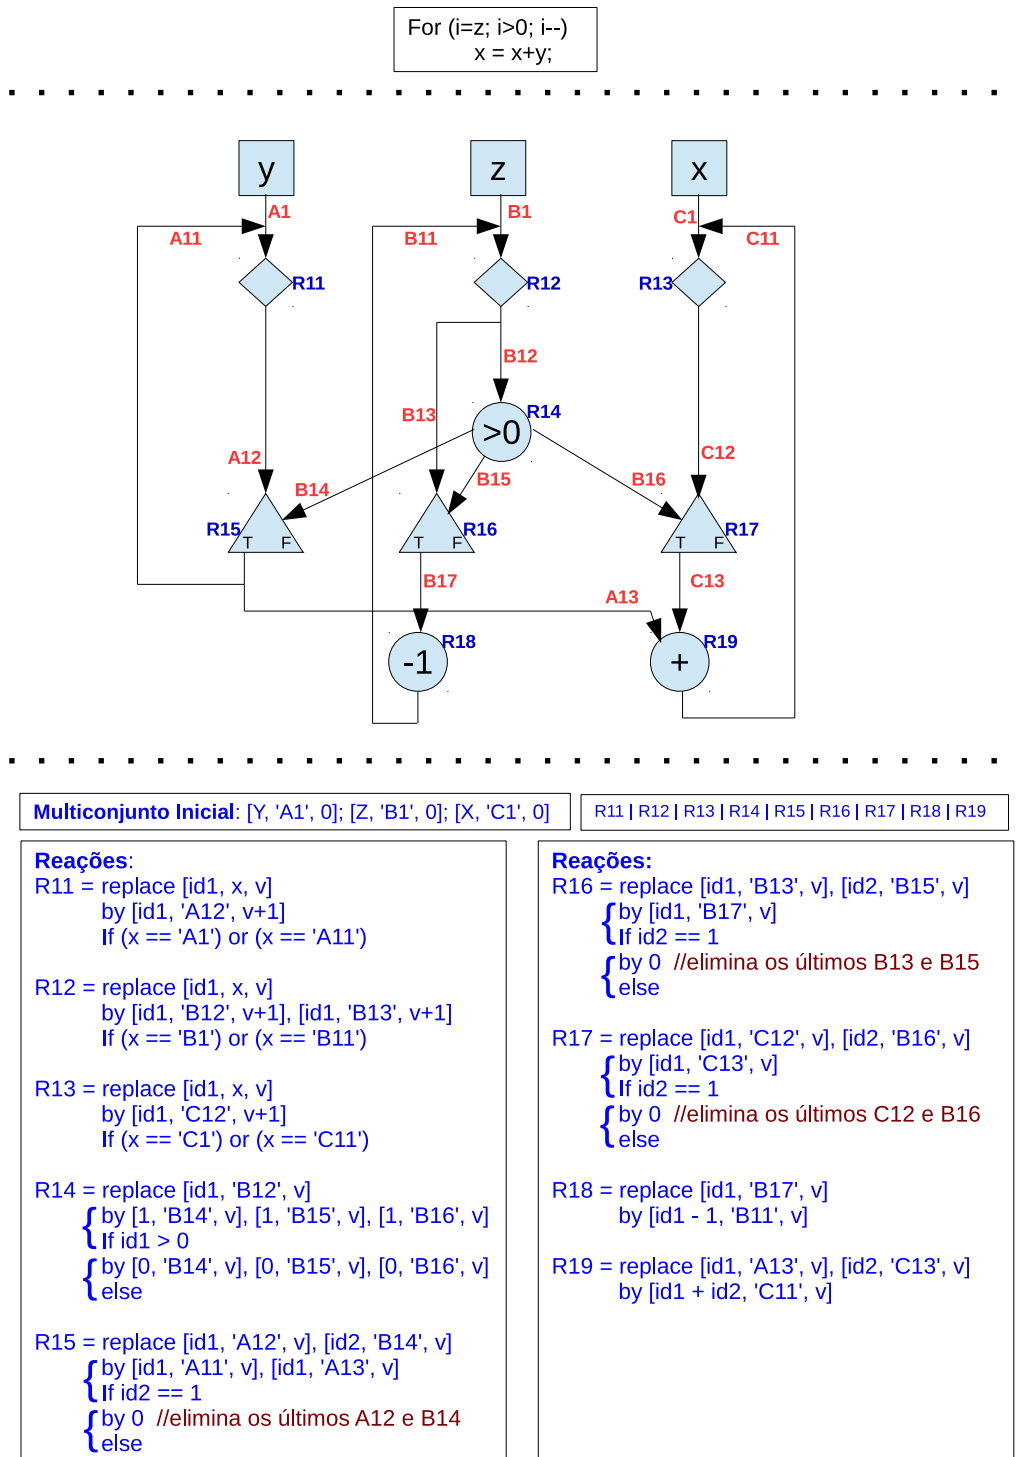 For (i=z; i>0; i--)
x = x+y;
y
z
x
A1
B1
C1
A11
B11
C11
R11
R12
R13
B12
R14
B13
>0
A12
C12
B14
B15
B16
R15
R16
R17
T F
T F
T F
B17
C13
A13
R18
R19
-1
+
Multiconjunto Inicial: [Y, 'A1', 0]; [Z, 'B1', 0]; [X, 'C1', 0]
R11 | R12 | R13 | R14 | R15 | R16 | R17 | R18 | R19
Reações:
R11 = replace [id1, x, v]
by [id1, 'A12', v+1]
If (x == 'A1') or (x == 'A11')
R12 = replace [id1, x, v]
by [id1, 'B12', v+1], [id1, 'B13', v+1]
If (x == 'B1') or (x == 'B11')
R13 = replace [id1, x, v]
by [id1, 'C12', v+1]
If (x == 'C1') or (x == 'C11')
R14 = replace [id1, 'B12', v]
by [1, 'B14', v], [1, 'B15', v], [1, 'B16', v]
If id1 > 0
by [0, 'B14', v], [0, 'B15', v], [0, 'B16', v]
else
R15 = replace [id1, 'A12', v], [id2, 'B14', v]
by [id1, 'A11', v], [id1, 'A13', v]
If id2 == 1
by 0 //elimina os últimos A12 e B14
else
Reações:
R16 = replace [id1, 'B13', v], [id2, 'B15', v]
by [id1, 'B17', v]
If id2 == 1
by 0 //elimina os últimos B13 e B15
else
R17 = replace [id1, 'C12', v], [id2, 'B16', v]
by [id1, 'C13', v]
If id2 == 1
by 0 //elimina os últimos C12 e B16
else
R18 = replace [id1, 'B17', v]
by [id1 - 1, 'B11', v]
R19 = replace [id1, 'A13', v], [id2, 'C13', v]
by [id1 + id2, 'C11', v]